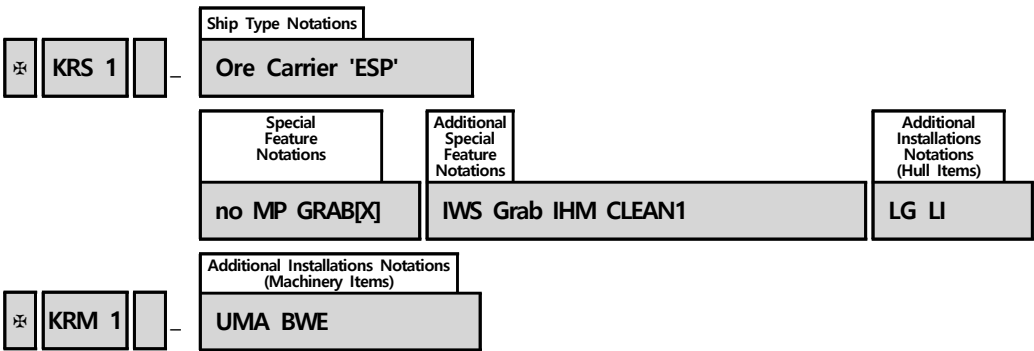 Ship Type Notations
✠ KRS 1 _ Ore Carrier 'ESP'
Special
Feature
Notations
Additional
Special
Feature
Notations
Additional
Installations
Notations
(Hull Items)
no MP GRAB[X]
IWS Grab IHM CLEAN1
LG LI
Additional Installations Notations
(Machinery Items)
✠ KRM 1 _ UMA BWE